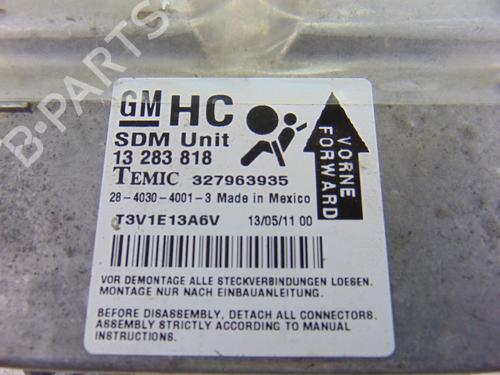 GM HC
SDM Unit
13 283 818
TEMIC 327963935
28-4030-4001-3 Made in Mexico
T3V1E13A6V 13/05/11 00
VORNE
FORWARD
VOR DEMONTAGE ALLE STECKVERBINDUNGEN LOESEN.
MONTAGE NUR NACH EINBAUANLEITUNG.
BEFORE DISASSEMBLY, DETACH ALL CONNECTORS.
ASSEMBLY STRICTLY ACCORDING TO MANUAL
INSTRUCTIONS.
B-PARTS